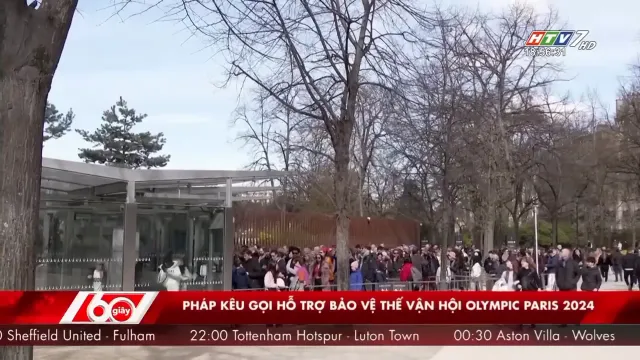 HTV7 HD
60 giây
PHÁP KÊU GỌI HỖ TRỢ BẢO VỆ THẾ VẬN HỘI OLYMPIC PARIS 2024
0 Sheffield United - Fulham 22:00 Tottenham Hotspur - Luton Town 00:30 Aston Villa - Wolves